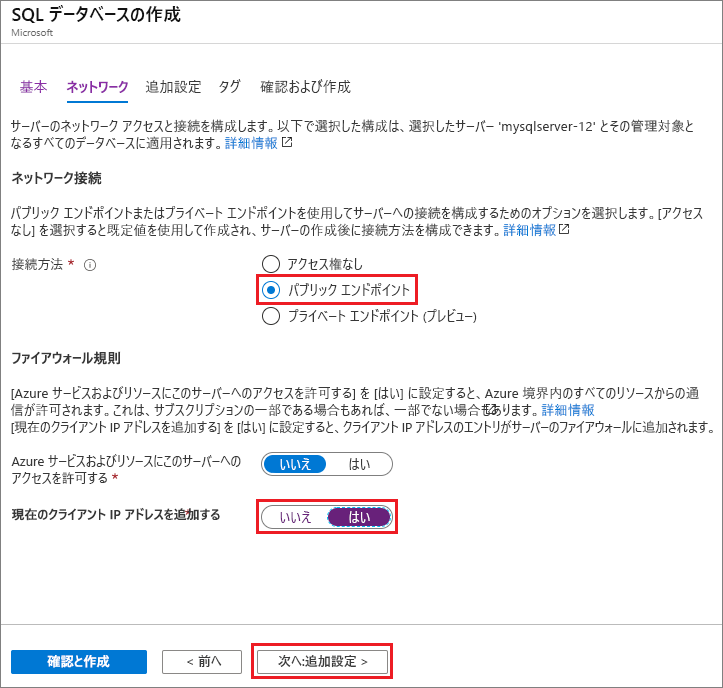 SQL データベースの作成
Microsoft
基本 ネットワーク 追加設定 タグ 確認および作成
サーバーのネットワーク アクセスと接続を構成します。以下で選択した構成は、選択したサーバー 'mysqlserver-12' とその管理対象と
なるすべてのデータベースに適用されます。詳細情報
ネットワーク接続
パブリック エンドポイントまたはプライベート エンドポイントを使用してサーバーへの接続を構成するためのオプションを選択します。[アクセス
なし] を選択すると既定値を使用して作成され、サーバーの作成後に接続方法を構成できます。詳細情報
接続方法 *
アクセス権なし
パブリック エンドポイント
プライベート エンドポイント (プレビュー)
ファイアウォール規則
[Azure サービスおよびリソースにこのサーバーへのアクセスを許可する] を [はい] に設定すると、Azure 境界内のすべてのリソースからの通
信が許可されます。これは、サブスクリプションの一部である場合もあれば、一部でない場合もあります。詳細情報
[現在のクライアント IP アドレスを追加する] を [はい] に設定すると、クライアント IP アドレスのエントリがサーバーのファイアウォールに追加されます。
Azure サービスおよびリソースにこのサーバーへの
アクセスを許可する *
いいえ はい
現在のクライアント IP アドレスを追加する *
いいえ はい
確認と作成 < 前へ 次へ:追加設定 >